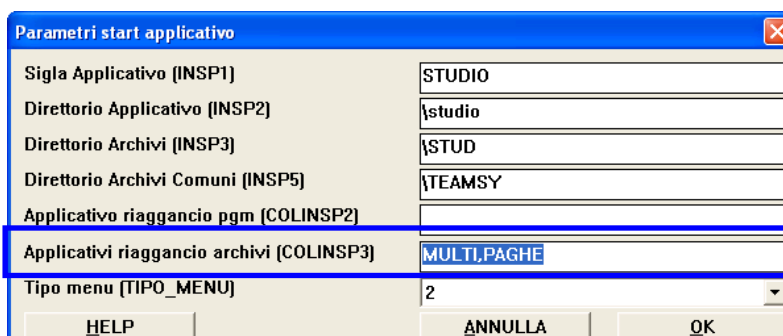 Parametri start applicativo
Sigla Applicativo (INSP1) STUDIO
Direttorio Applicativo (INSP2) \studio
Direttorio Archivi (INSP3) \STUD
Direttorio Archivi Comuni (INSP5) \TEAMSY
Applicativo riaggancio pgm (COLINSP2)
Applicativi riaggancio archivi (COLINSP3) MULTI,PAGHE
Tipo menu (TIPO_MENU) 2
HELP ANNULLA OK